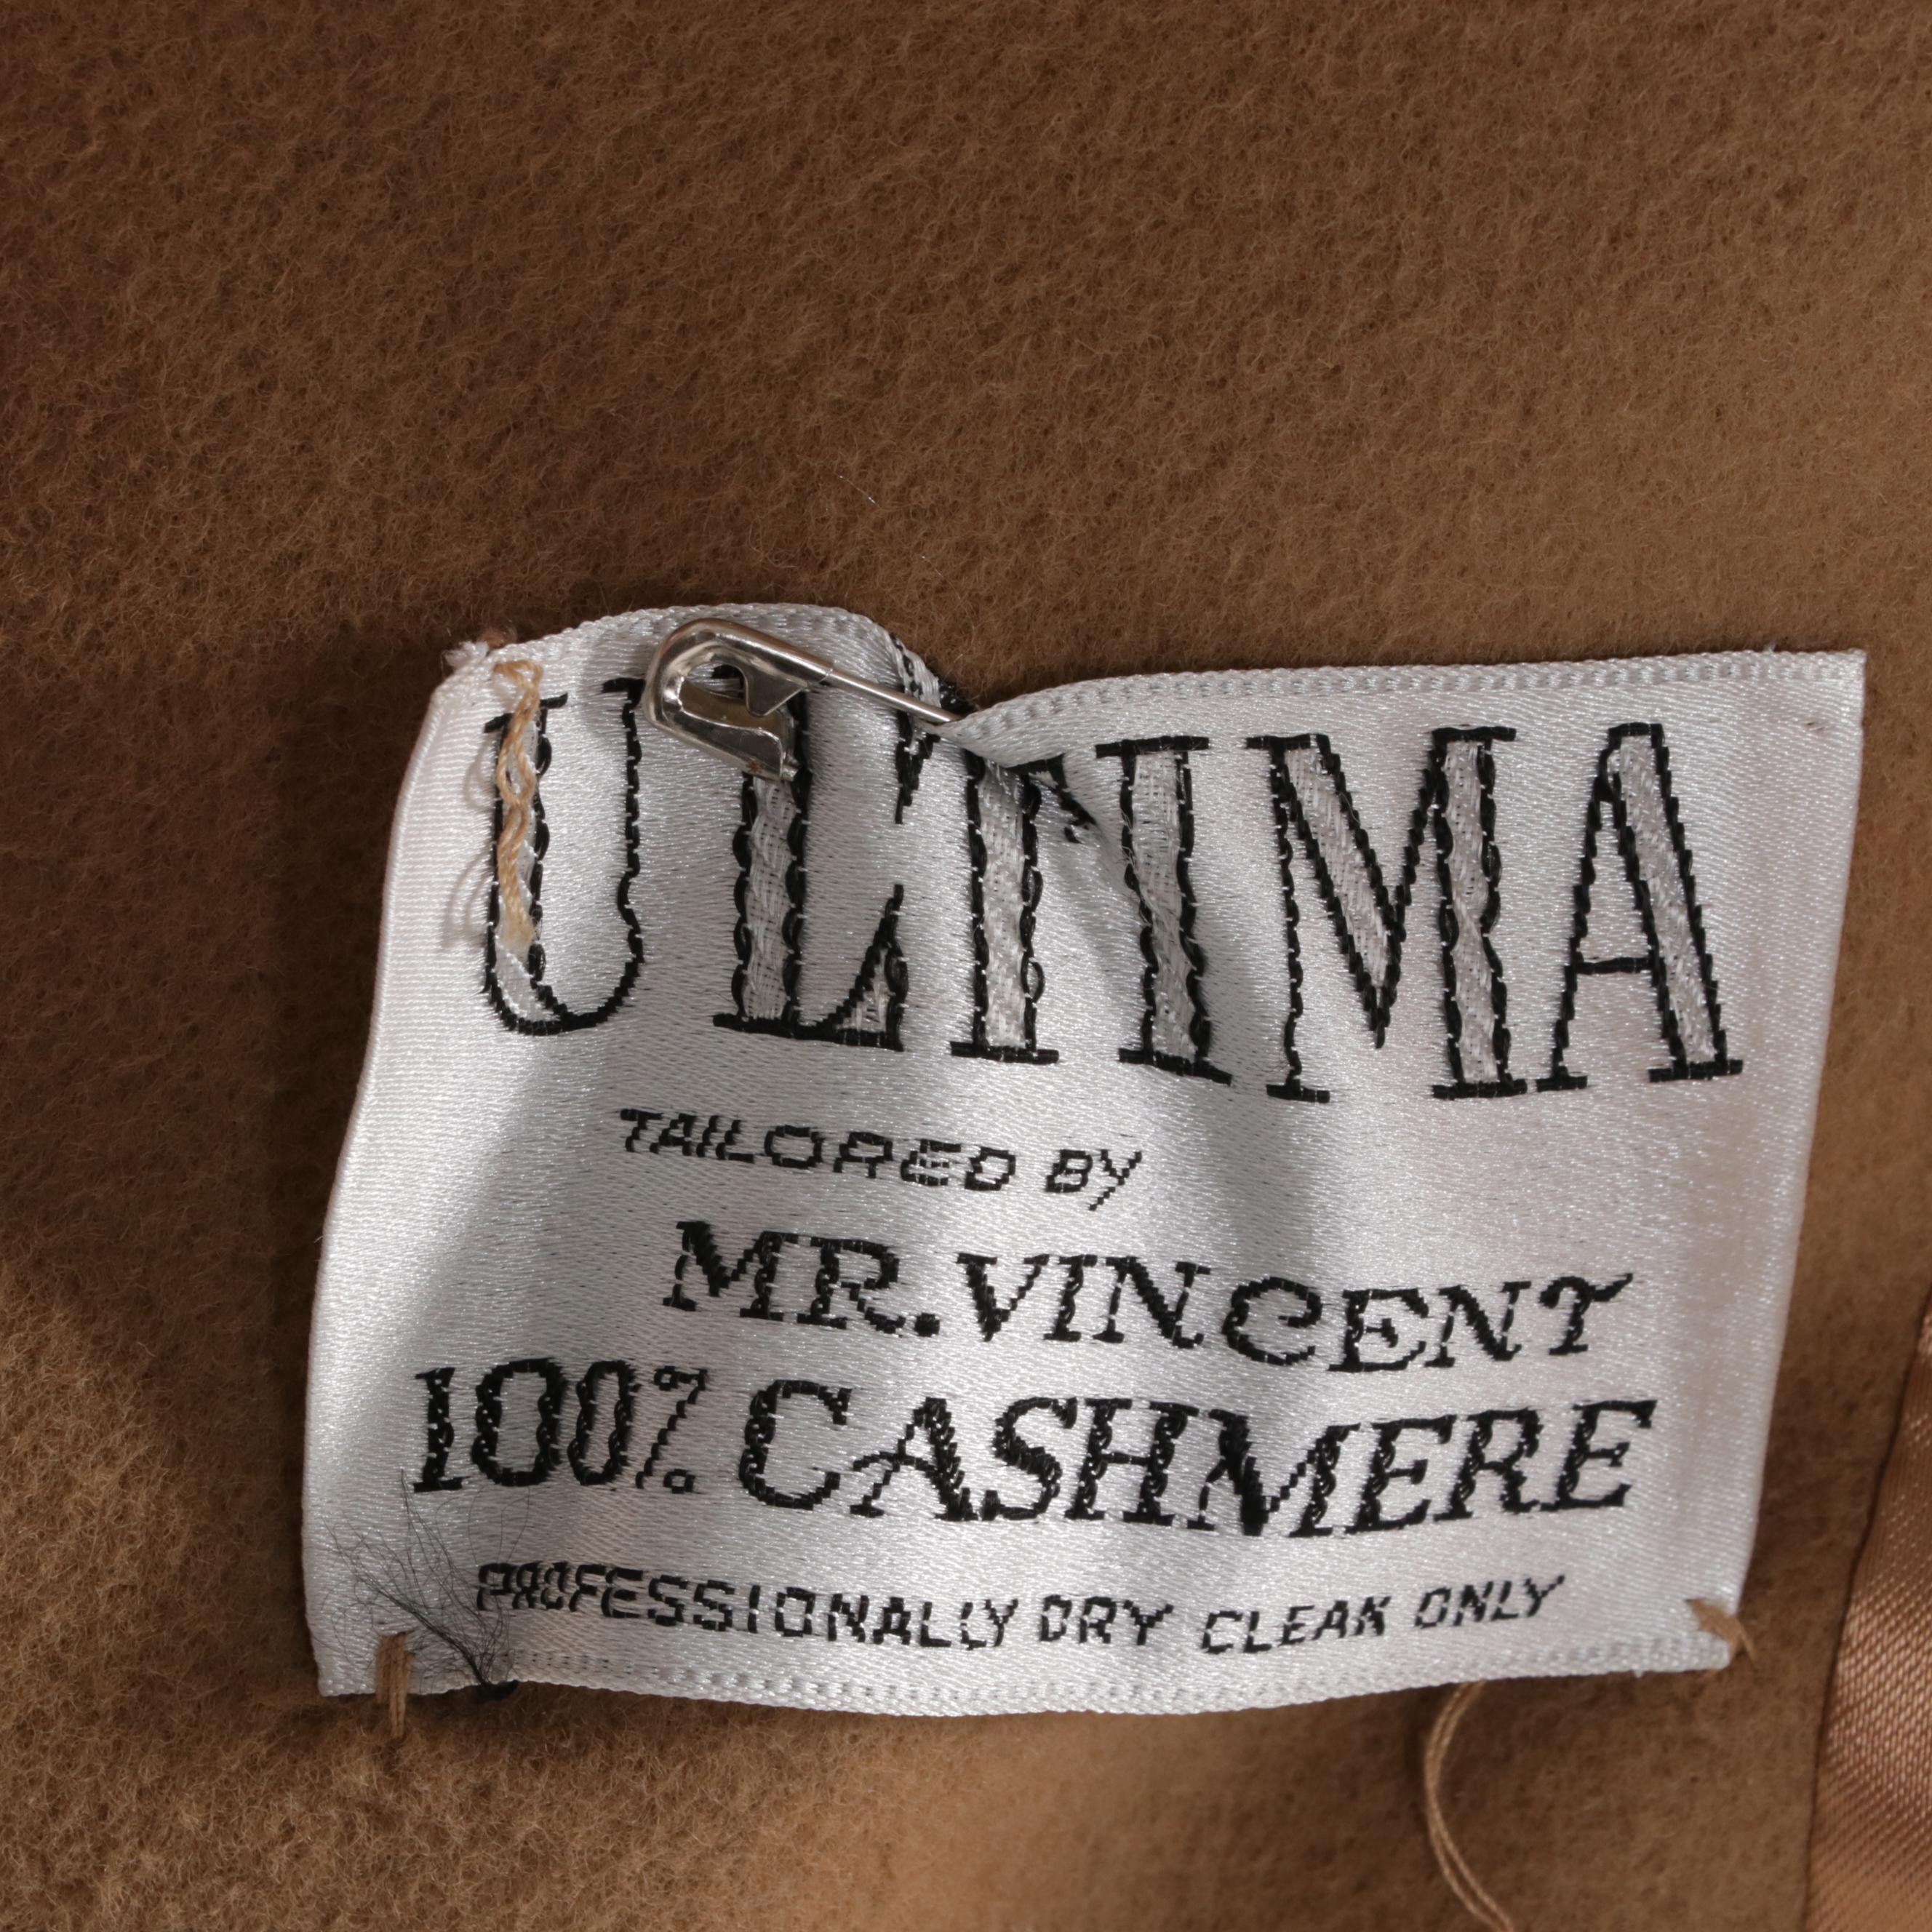 ULTIMA
TAILORED BY
MR. VINCENT
100% CASHMERE
PROFESSIONALLY DRY CLEAN ONLY